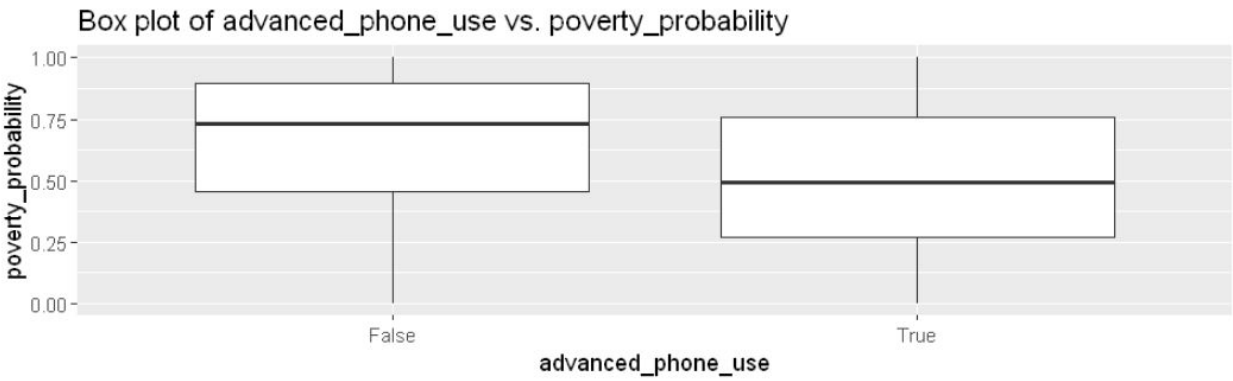 Box plot of advanced_phone_use vs. poverty_probability
poverty_probability
1.00
0.75
0.50
0.25
0.00
False True
advanced_phone_use